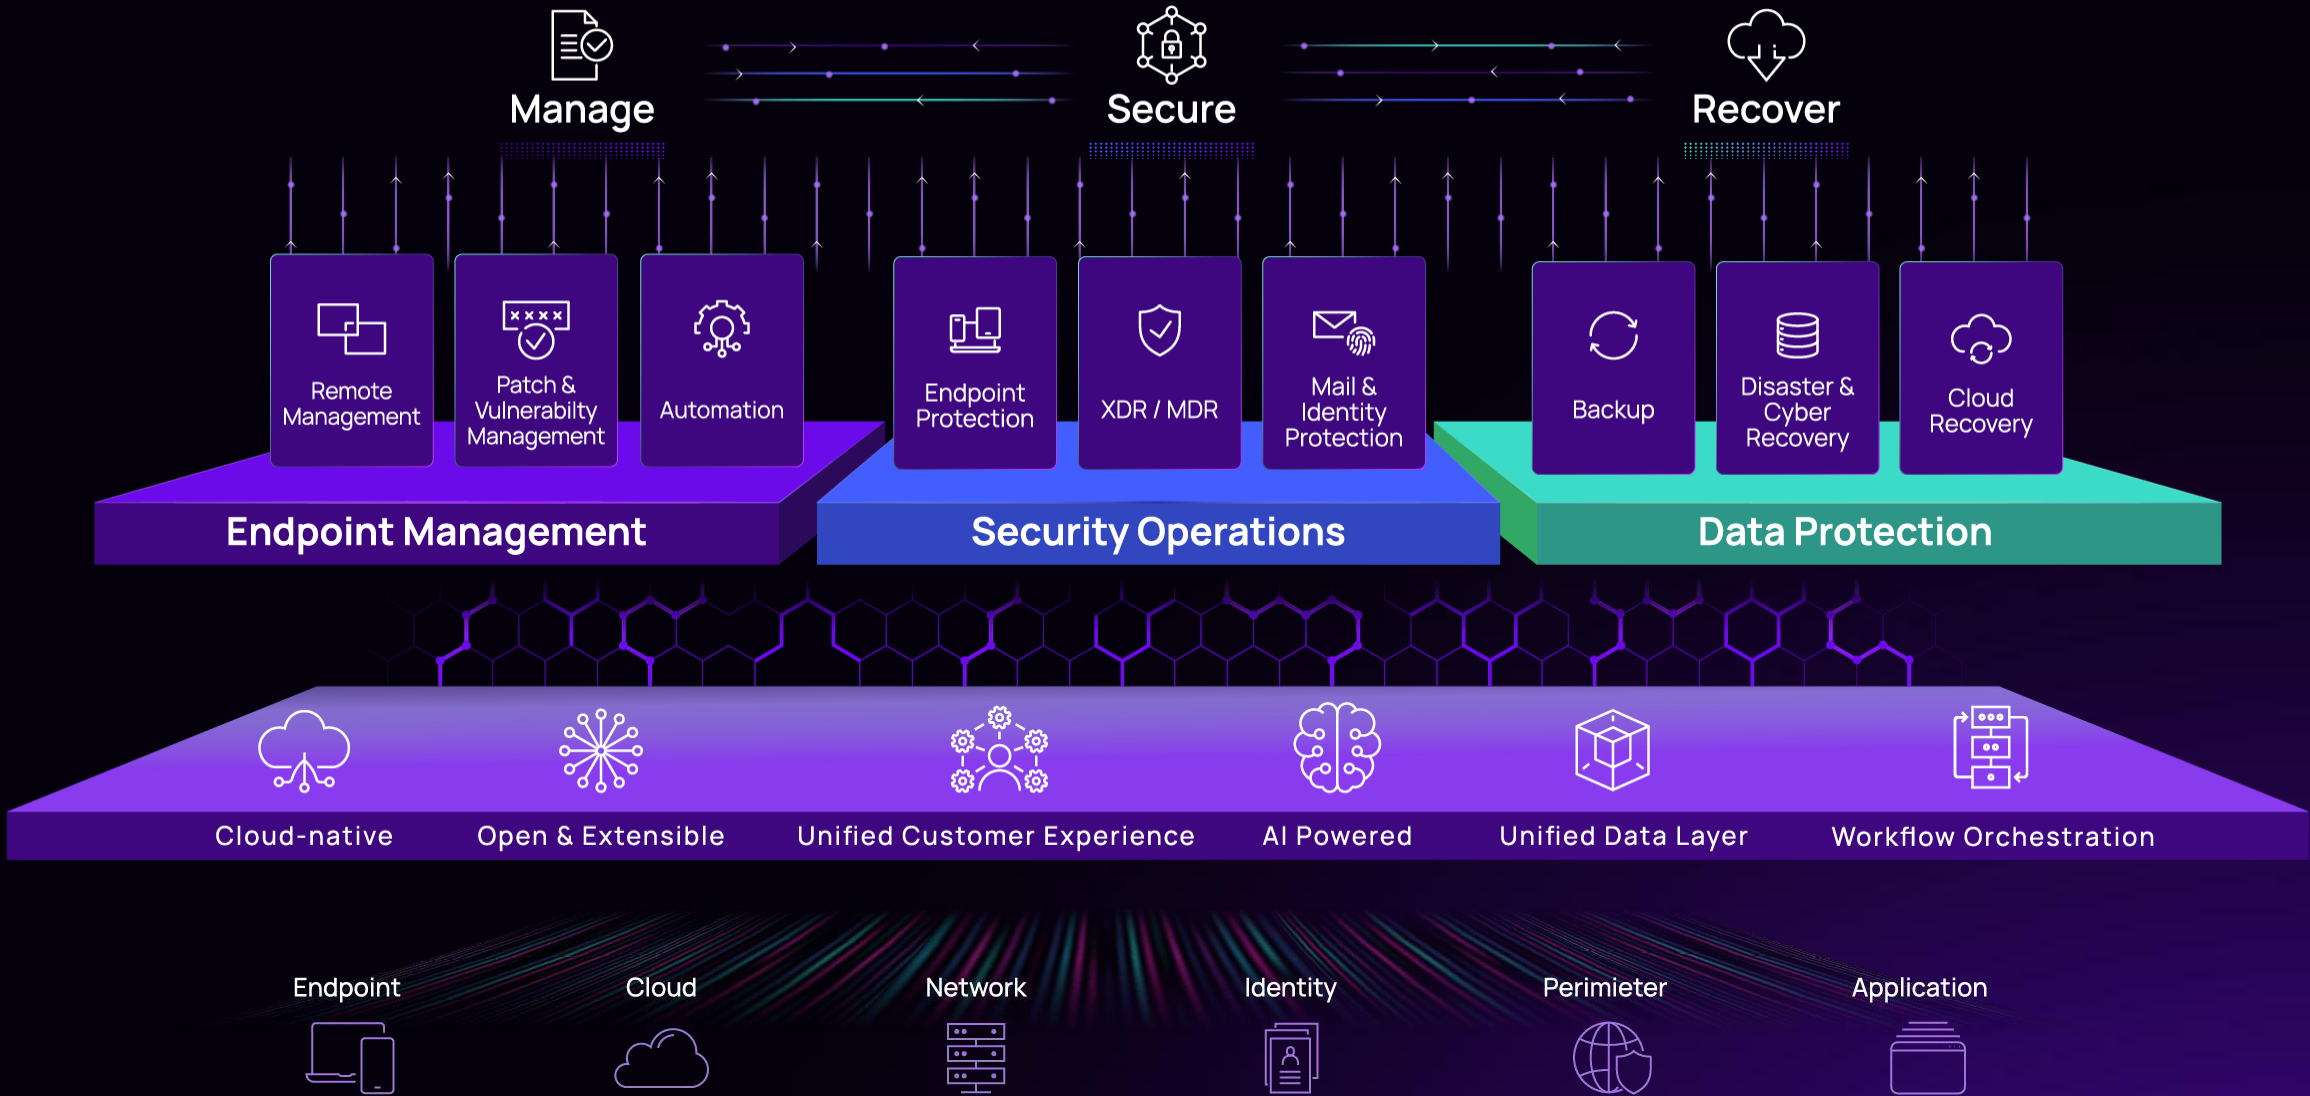 Manage
Secure
Recover
Remote
Management
Patch &
Vulnerabilty
Management
Automation
Endpoint
Protection
XDR / MDR
Mail &
Identity
Protection
Backup
Disaster &
Cyber
Recovery
Cloud
Recovery
Endpoint Management
Security Operations
Data Protection
Cloud-native
Open & Extensible
Unified Customer Experience
AI Powered
Unified Data Layer
Workflow Orchestration
Endpoint
Cloud
Network
Identity
Perimieter
Application